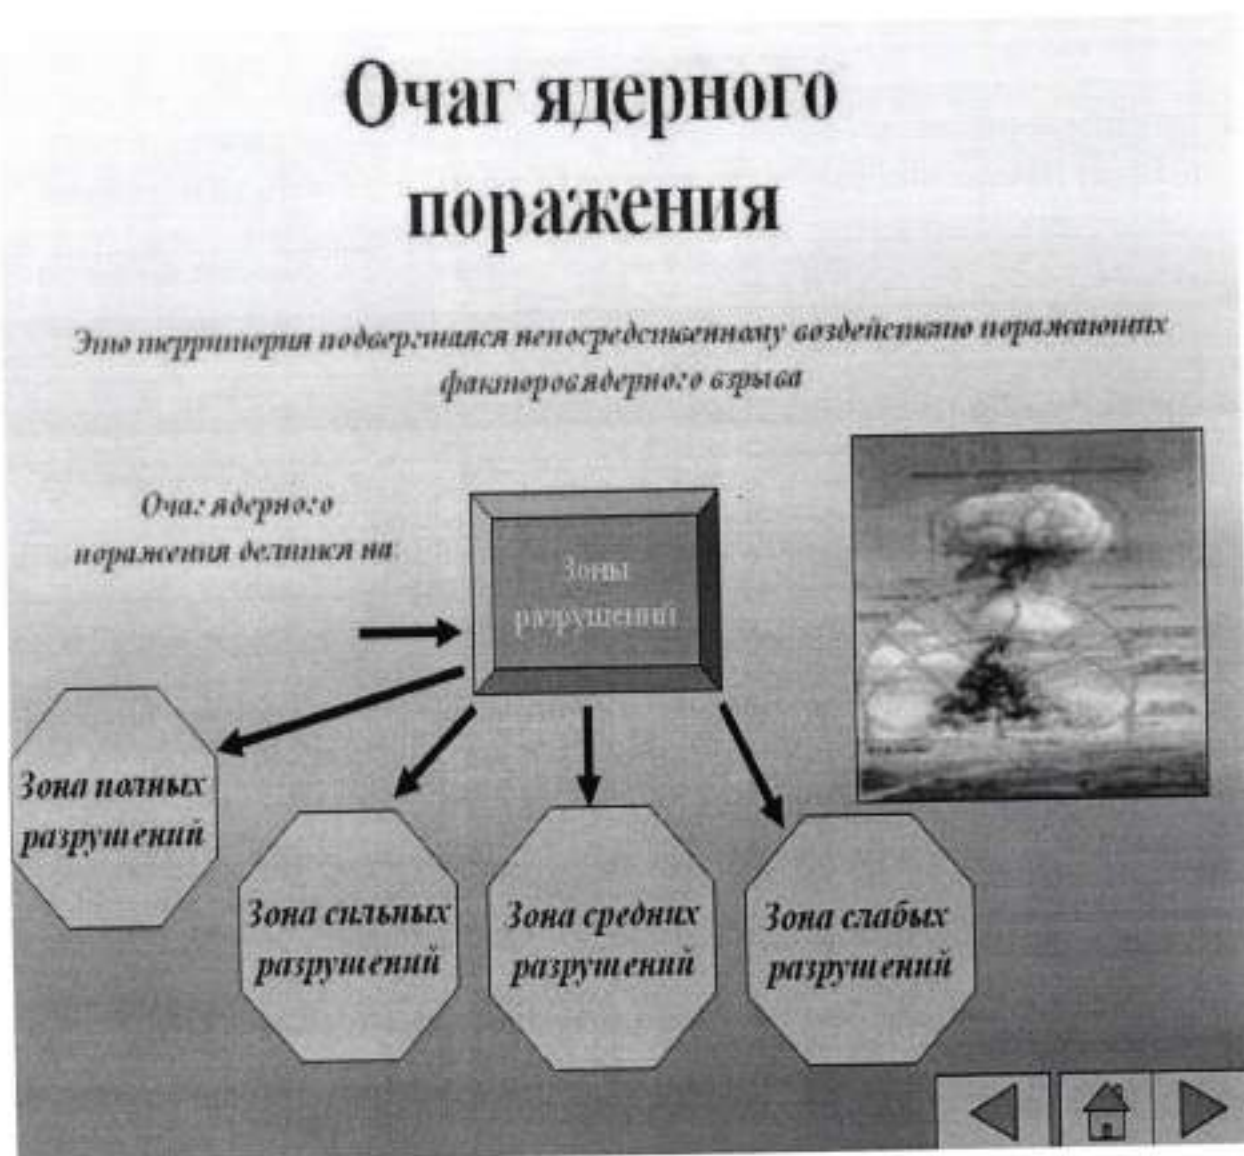 Очаг ядерного
поражения
Это территория подвергшаяся непосредственному воздействию поражающих
факторов ядерного взрыва
Очаг ядерного
поражения делится на
Зоны
разрушений
Зона полных
разрушений
Зона сильных
разрушений
Зона средних
разрушений
Зона слабых
разрушений